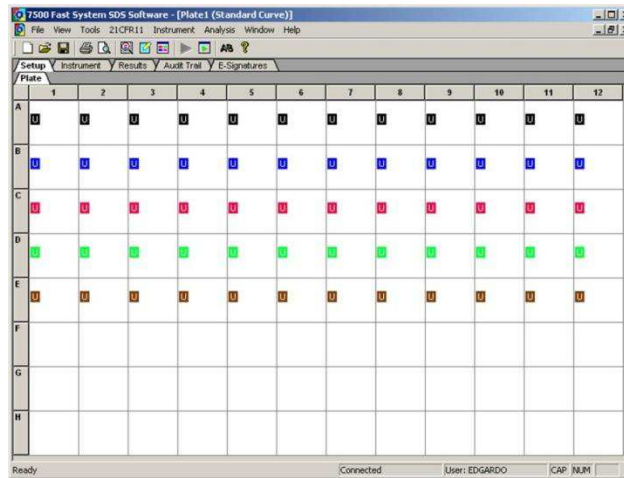 7500 Fast System SDS Software - [Plate1 (Standard Curve)]
File View Tools 21CFR11 Instrument Analysis Window Help
Setup Instrument Results Audit Trail E-Signatures
Plate
1 2 3 4 5 6 7 8 9 10 11 12
A
U U U U U U U U U U U U
B
U U U U U U U U U U U U
C
U U U U U U U U U U U U
D
U U U U U U U U U U U U
E
U U U U U U U U U U U U
F
G
H
Ready Connected User: EDGARDO CAP NUM